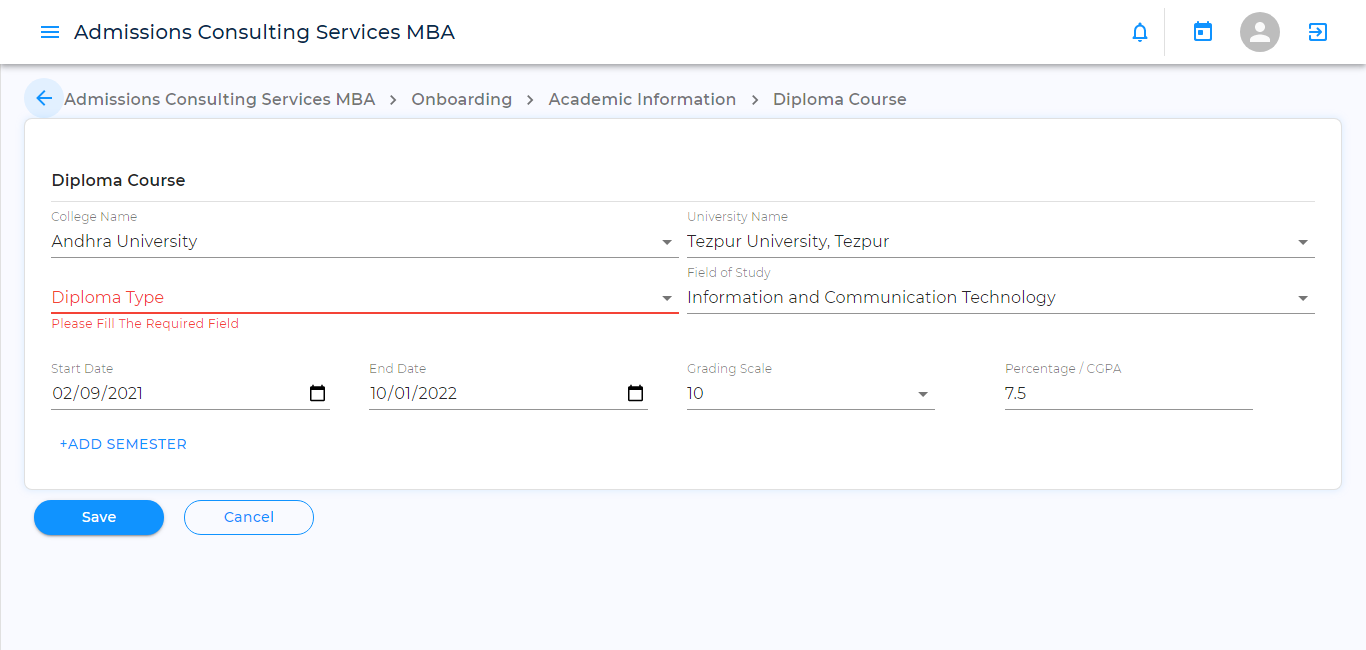 Admissions Consulting Services MBA
Admissions Consulting Services MBA > Onboarding > Academic Information > Diploma Course
Diploma Course
College Name University Name
Andhra University Tezpur University, Tezpur
Field of Study
Diploma Type Information and Communication Technology
Please Fill The Required Field
Start Date End Date Grading Scale Percentage / CGPA
02/09/2021 10/01/2022 10 7.5
+ADD SEMESTER
Save Cancel